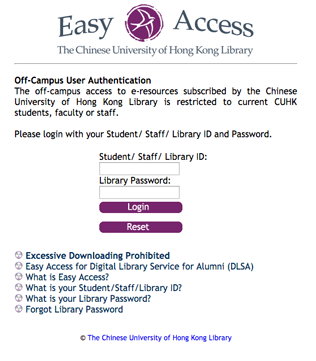 Easy Access
The Chinese University of Hong Kong Library
Off-Campus User Authentication
The off-campus access to e-resources subscribed by the Chinese
University of Hong Kong Library is restricted to current CUHK
students, faculty or staff.
Please login with your Student/ Staff/ Library ID and Password.
Student/ Staff/ Library ID:
Library Password:
Login
Reset
Excessive Downloading Prohibited
Easy Access for Digital Library Service for Alumni (DLSA)
What is Easy Access?
What is your Student/Staff/Library ID?
What is your Library Password?
Forgot Library Password
© The Chinese University of Hong Kong Library